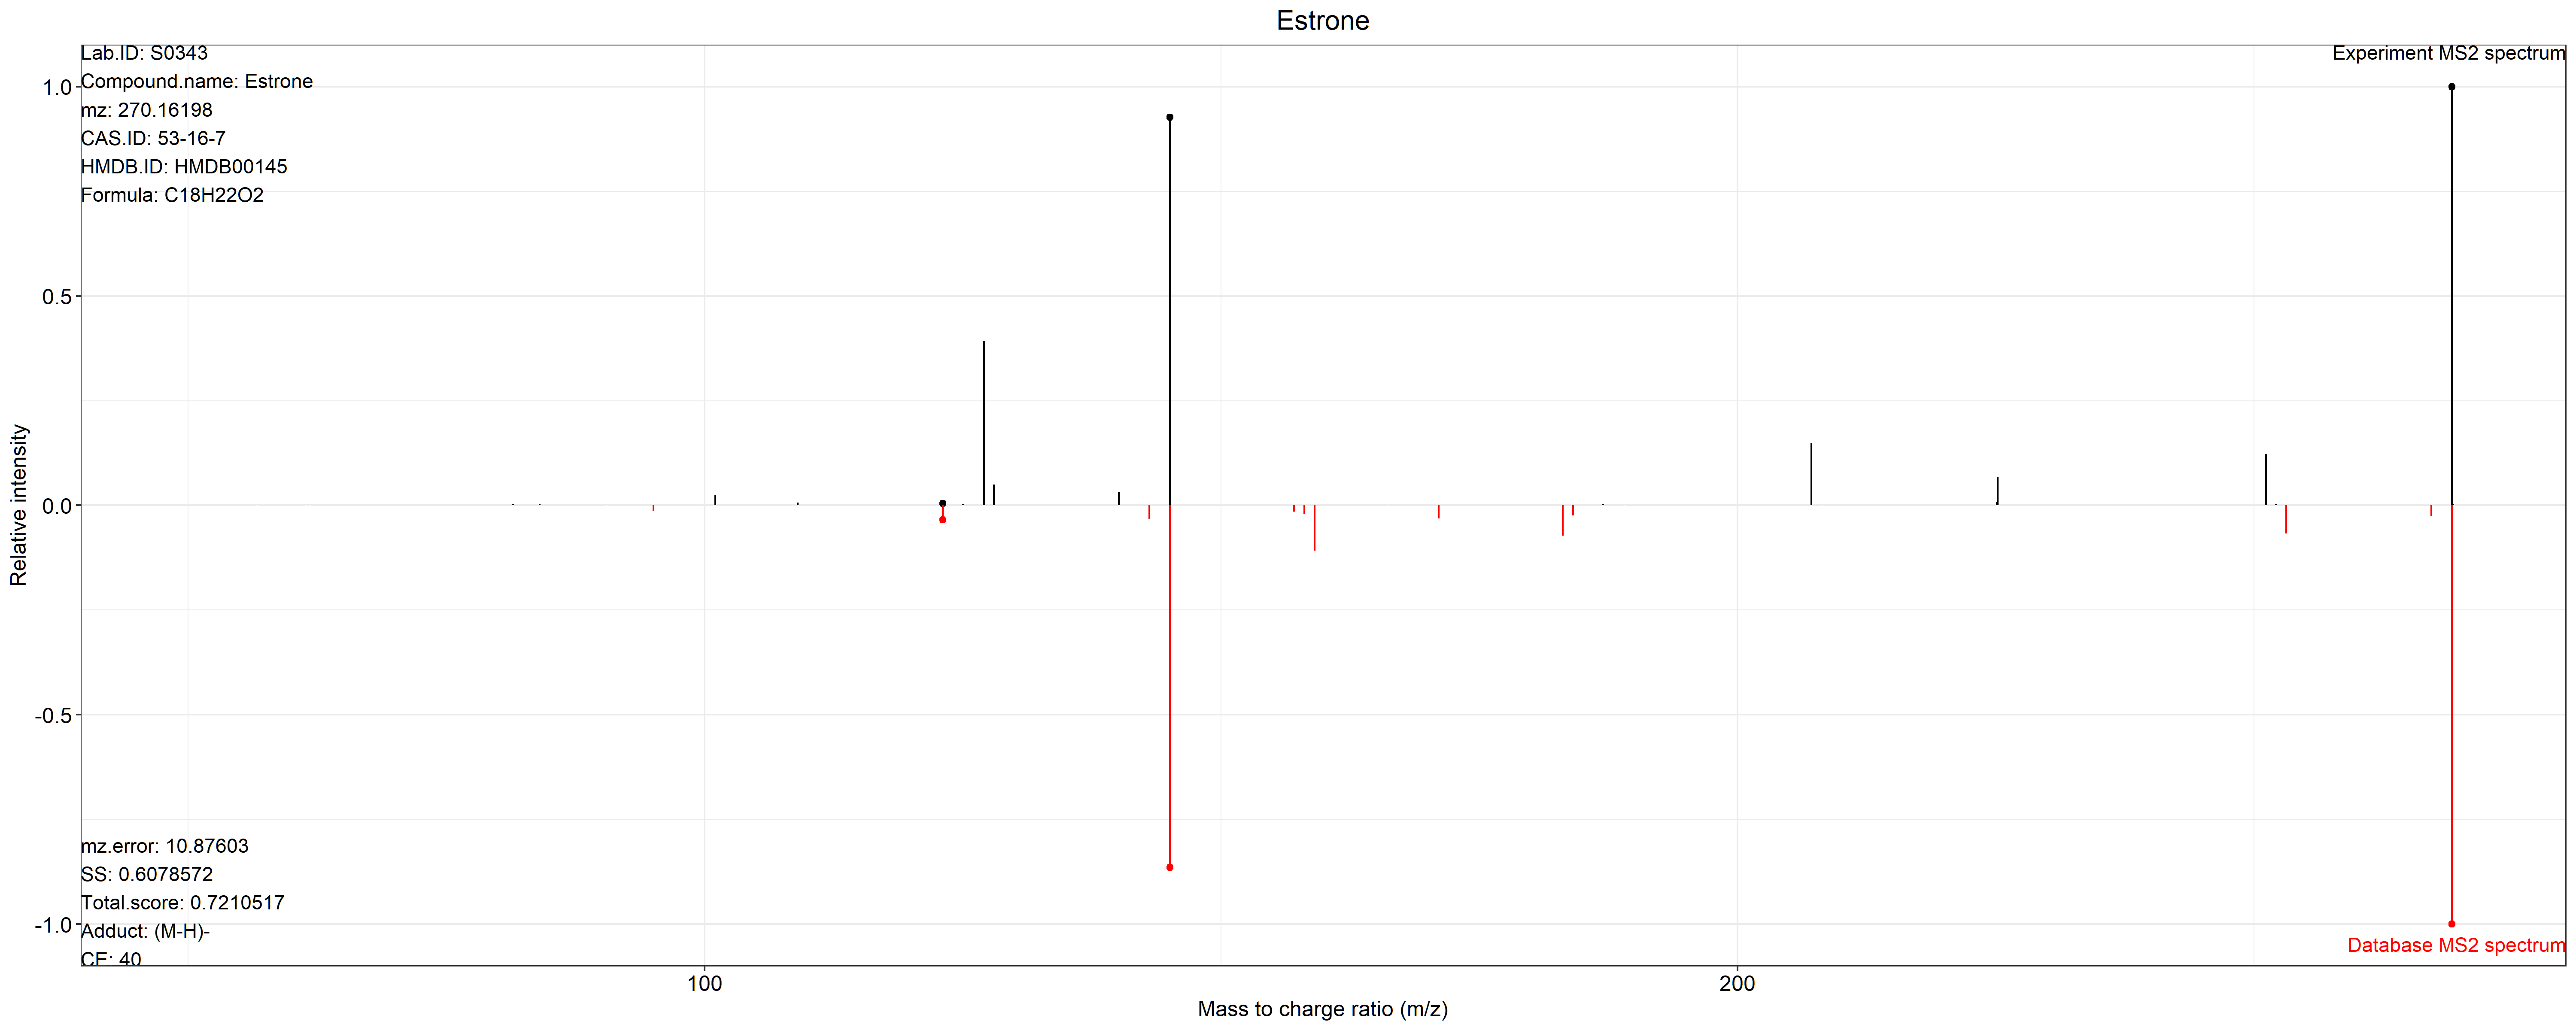 Estrone
Lab.ID: S0343
Experiment MS2 spectrum
Compound.name: Estrone
mz: 270.16198
CAS.ID: 53-16-7
HMDB.ID: HMDB00145
Formula: C18H22O2
1.0
0.5
0.0
-0.5
-1.0
Relative intensity
mz.error: 10.87603
SS: 0.6078572
Total.score: 0.7210517
Adduct: (M-H)-
CE: 40
Database MS2 spectrum
100
200
Mass to charge ratio (m/z)